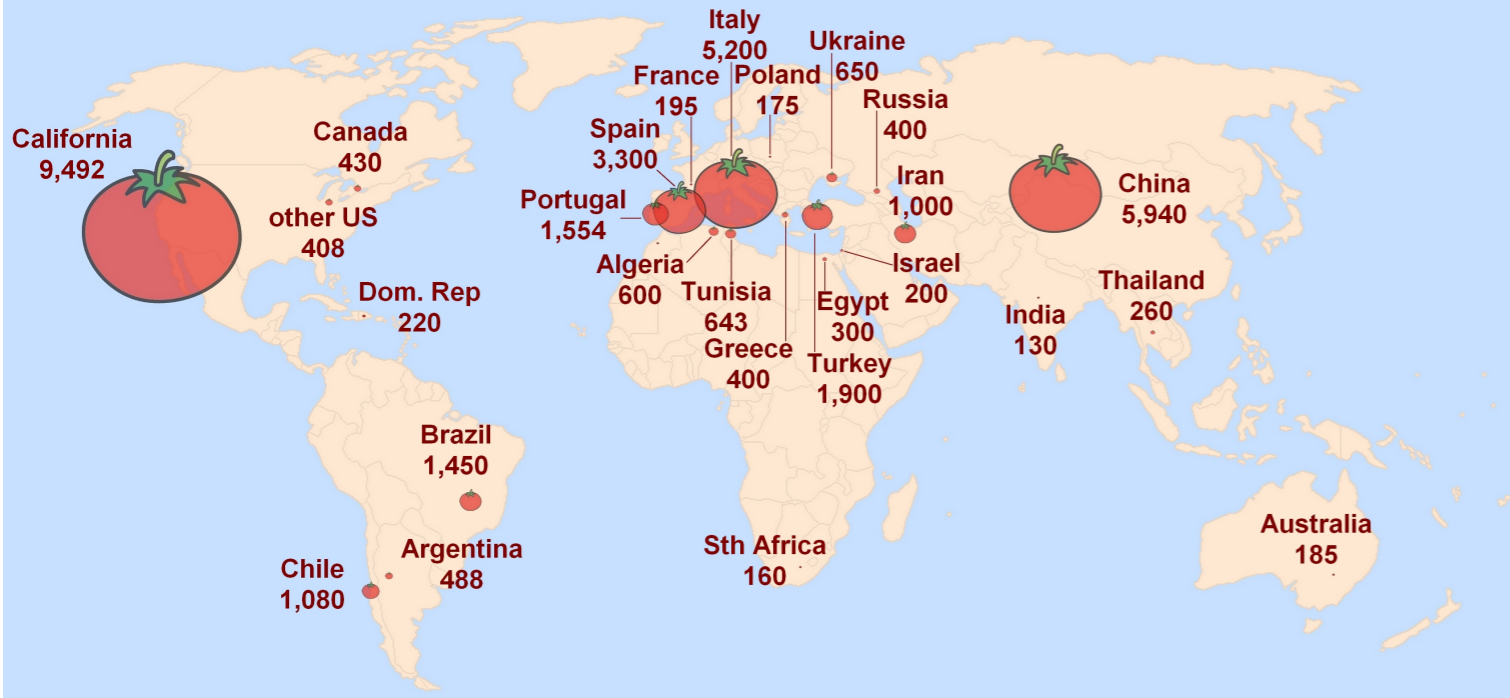 California
9,492
Canada
430
other US
408
Dom. Rep
220
Brazil
1,450
Argentina
488
Chile
1,080
Italy
5,200
France
195
Poland
175
Ukraine
650
Russia
400
Spain
3,300
Portugal
1,554
Algeria
600
Tunisia
643
Greece
400
Turkey
1,900
Egypt
300
Israel
200
Iran
1,000
China
5,940
India
130
Thailand
260
Sth Africa
160
Australia
185